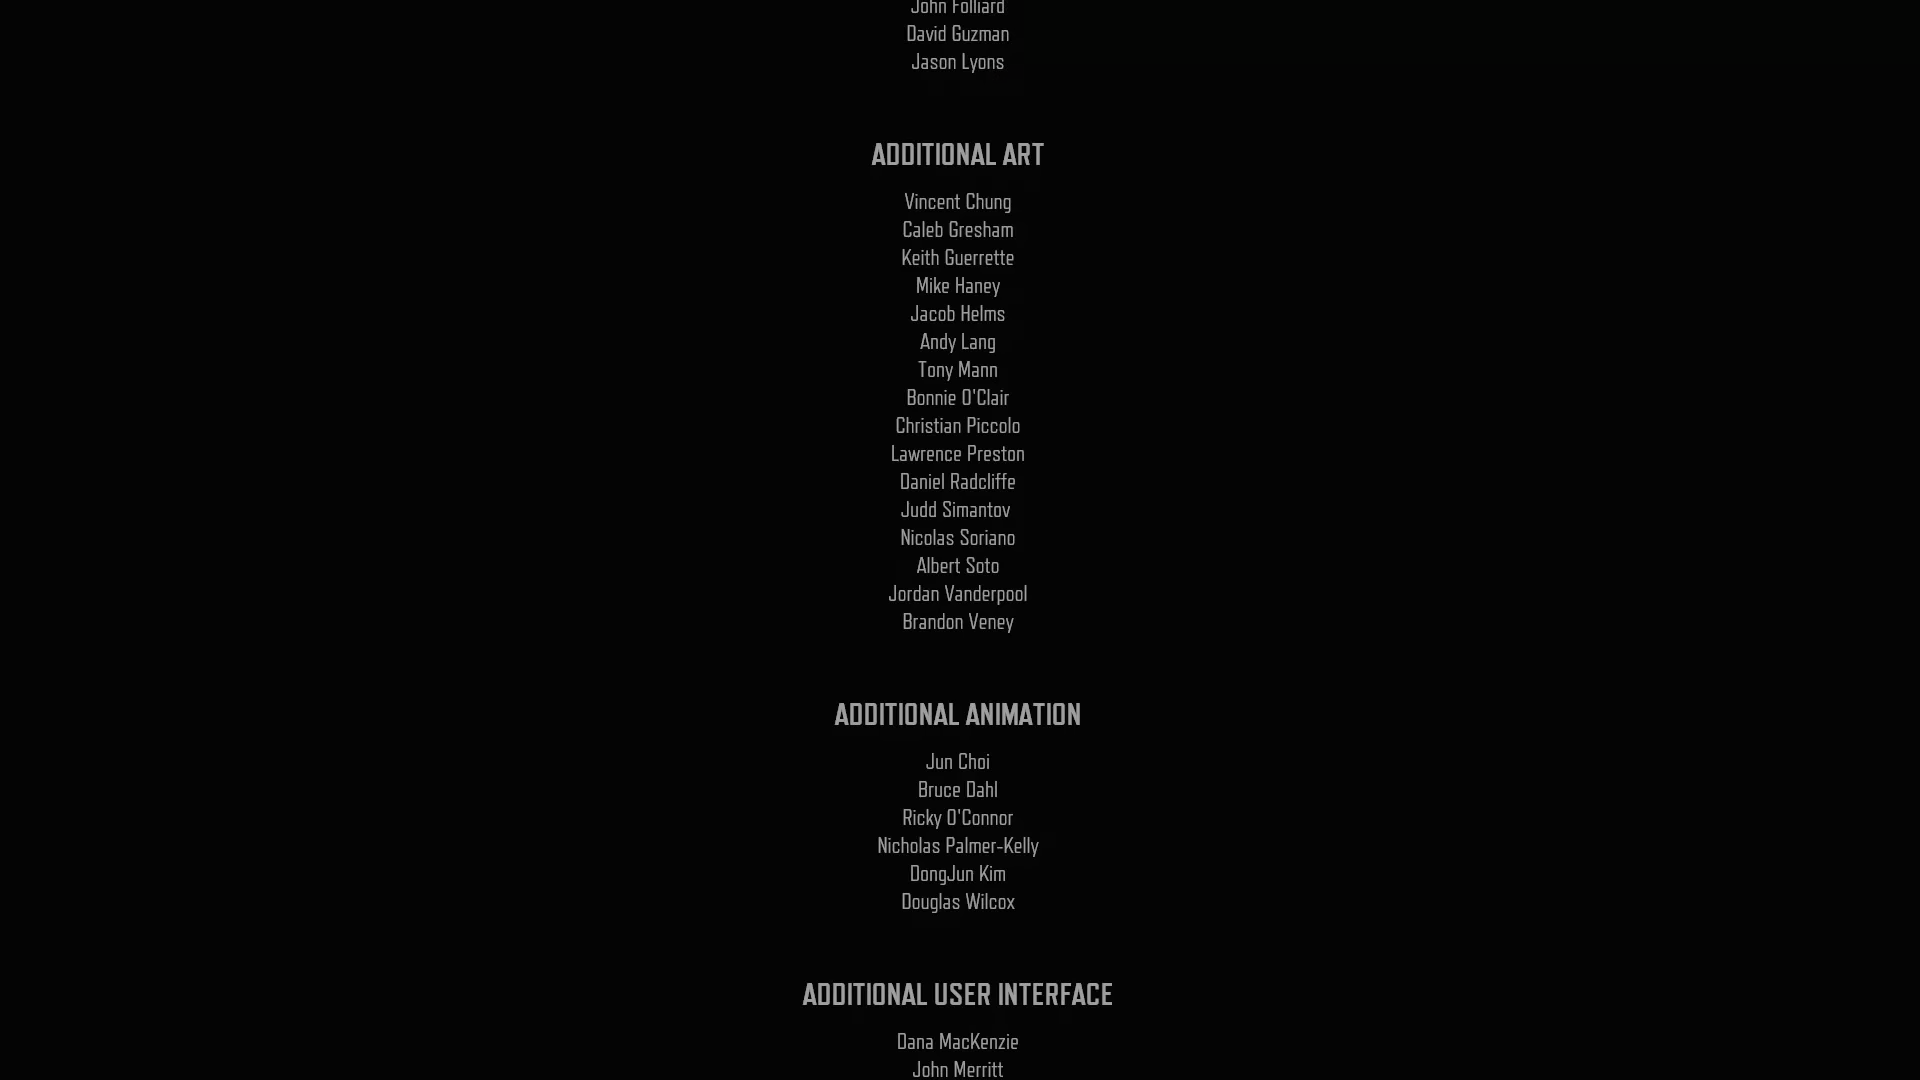 John Folliard
David Guzman
Jason Lyons
ADDITIONAL ART
Vincent Chung
Caleb Gresham
Keith Guerrette
Mike Haney
Jacob Helms
Andy Lang
Tony Mann
Bonnie O'Clair
Christian Piccolo
Lawrence Preston
Daniel Radcliffe
Judd Simantov
Nicolas Soriano
Albert Soto
Jordan Vanderpool
Brandon Veney
ADDITIONAL ANIMATION
Jun Choi
Bruce Dahl
Ricky O'Connor
Nicholas Palmer-Kelly
DongJun Kim
Douglas Wilcox
ADDITIONAL USER INTERFACE
Dana MacKenzie
John Merritt